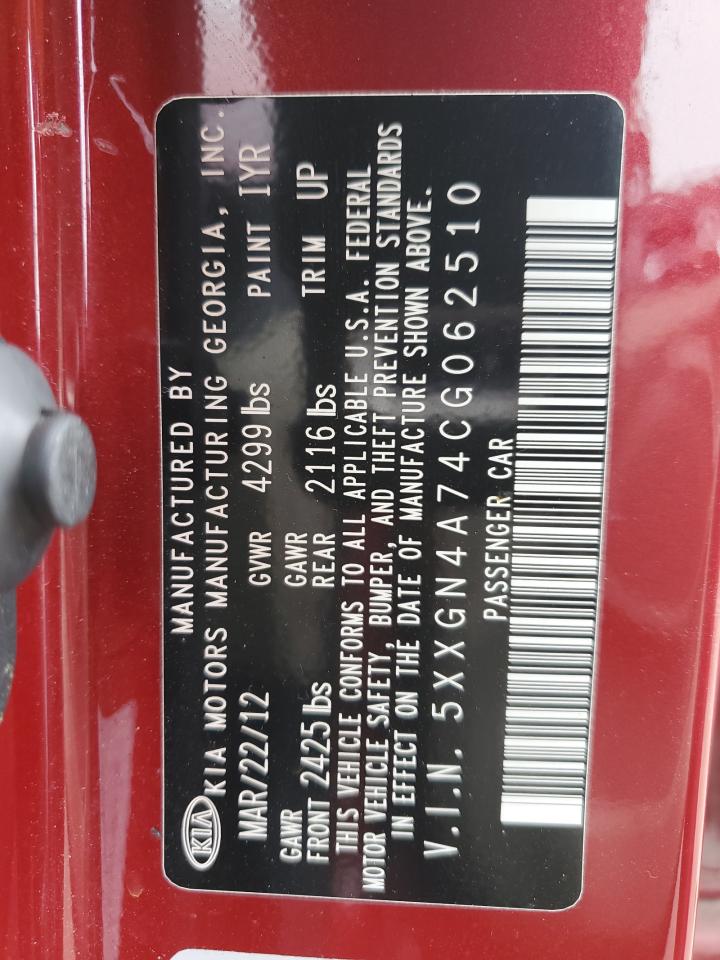 MANUFACTURED BY
KIA KIA MOTORS MANUFACTURING GEORGIA, INC.
MAR/22/12 GVWR 4299 lbs PAINT IYR
GAWR FRONT 2425 lbs GAWR REAR 2116 lbs TRIM UP
THIS VEHICLE CONFORMS TO ALL APPLICABLE U.S.A. FEDERAL
MOTOR VEHICLE SAFETY, BUMPER, AND THEFT PREVENTION STANDARDS
IN EFFECT ON THE DATE OF MANUFACTURE SHOWN ABOVE.
V.I.N. 5XXGN4A74CG062510
PASSENGER CAR